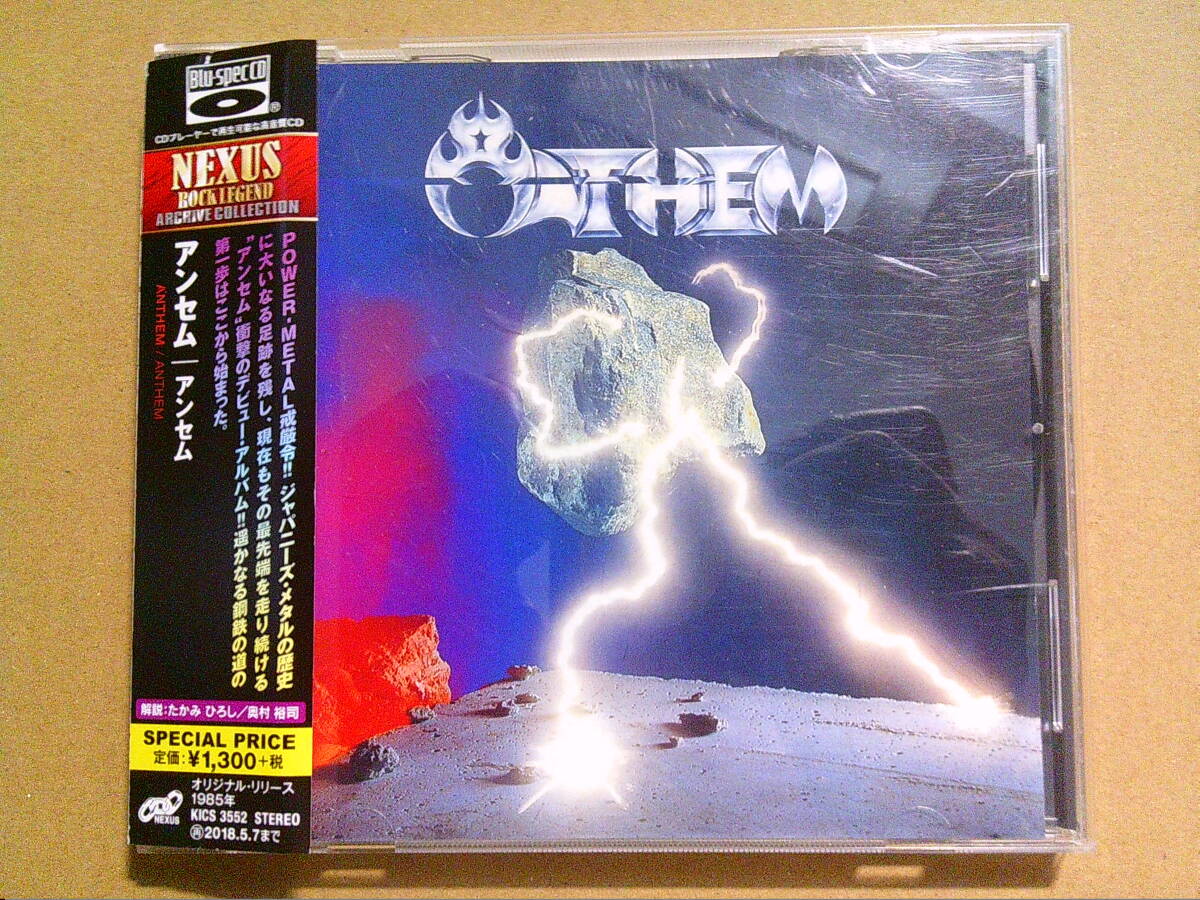 Blu-spec CD
®
CDプレーヤーで再生可能な高音質CD
NEXUS
ROCK LEGEND
ARCHIVE COLLECTION
POWER・METAL戒厳令!! ジャパニーズ・メタルの歴史
に大いなる足跡を残し、現在もその最先端を走り続ける
"アンセム"衝撃のデビュー・アルバム!! 遥かなる鋼鉄の道の
第一歩はここから始まった。
アンセム｜アンセム
ANTHEM / ANTHEM
解説:たかみ ひろし／奥村 裕司
SPECIAL PRICE
定価:¥1,300+税
NEXUS
オリジナル・リリース
1985年
KICS 3552 STEREO
再2018.5.7まで
ANTHEM